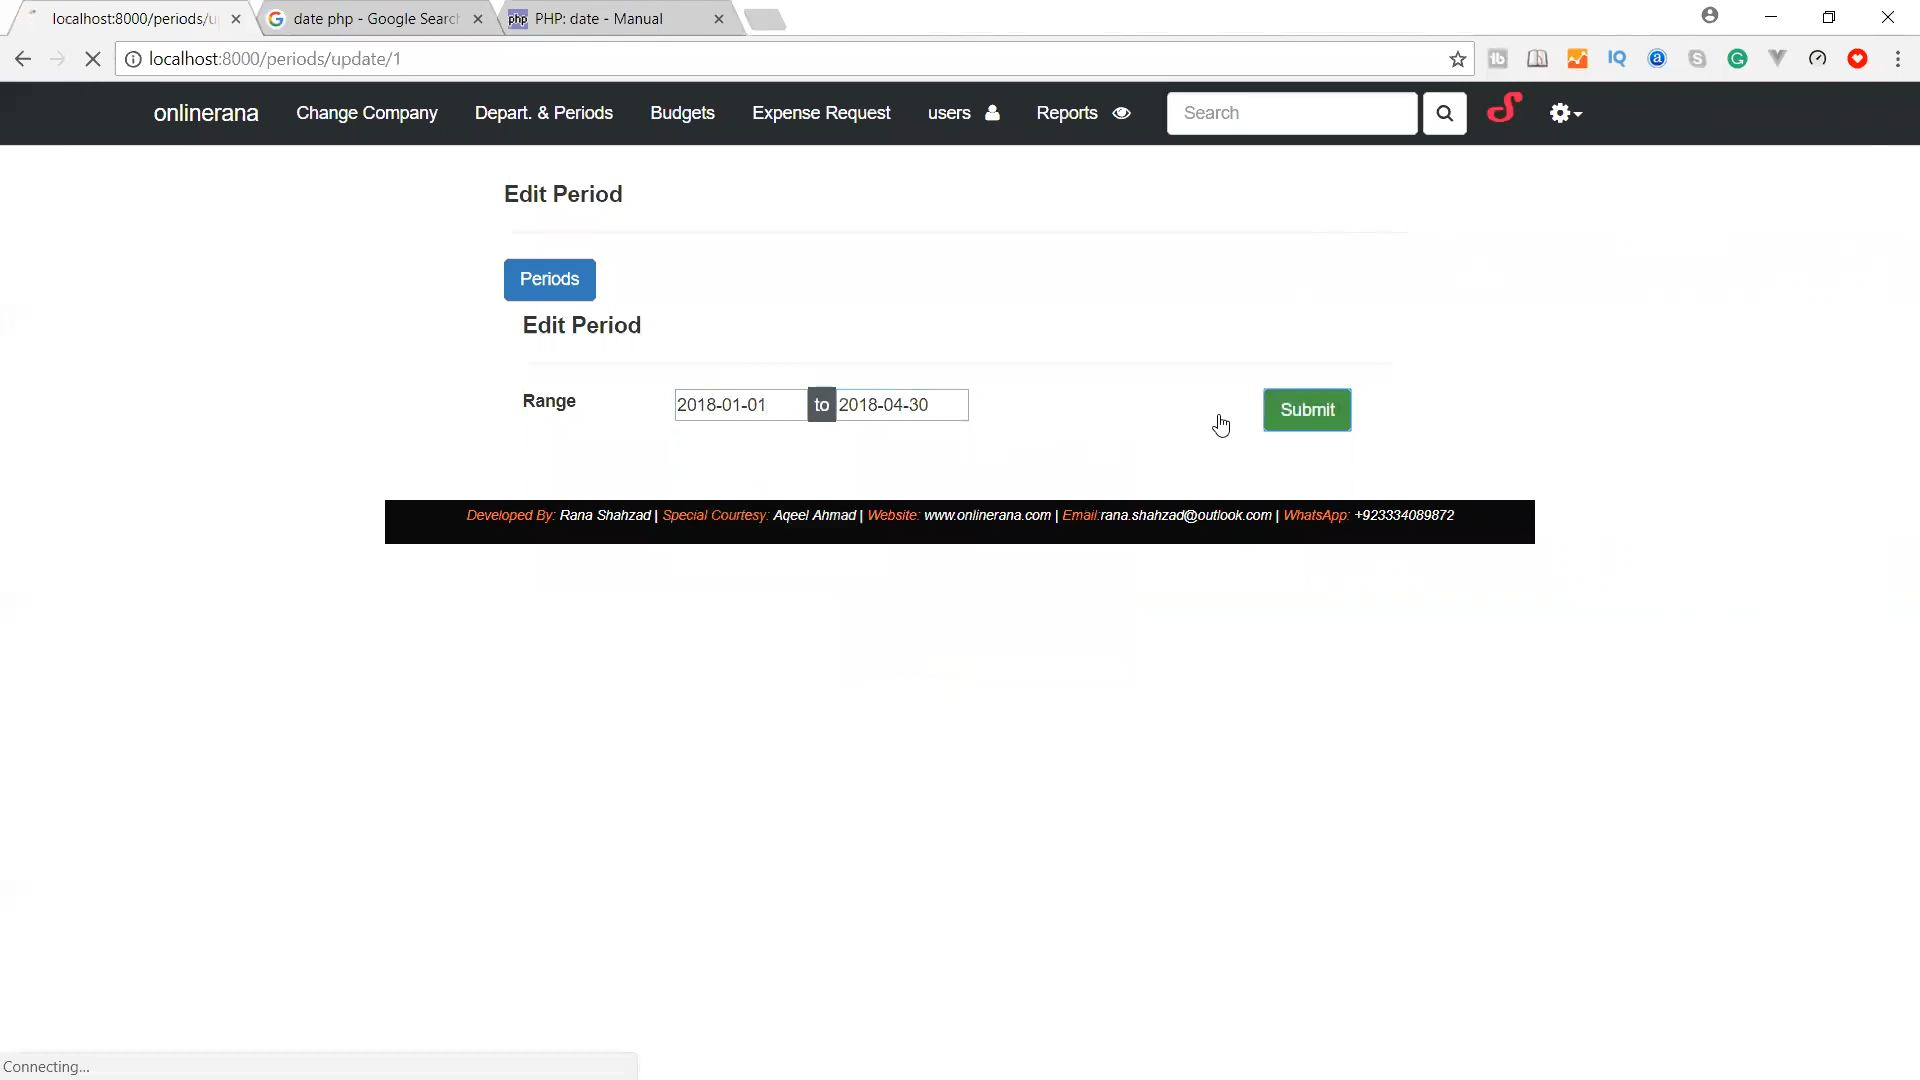 localhost:8000/periods/u
date php - Google Search
php PHP: date - Manual
localhost:8000/periods/update/1
onlinerana Change Company Depart. & Periods Budgets Expense Request users Reports Search
Edit Period
Periods
Edit Period
Range 2018-01-01 to 2018-04-30 Submit
Developed By: Rana Shahzad | Special Courtesy: Aqeel Ahmad | Website: www.onlinerana.com | Email:rana.shahzad@outlook.com | WhatsApp: +923334089872
Connecting...